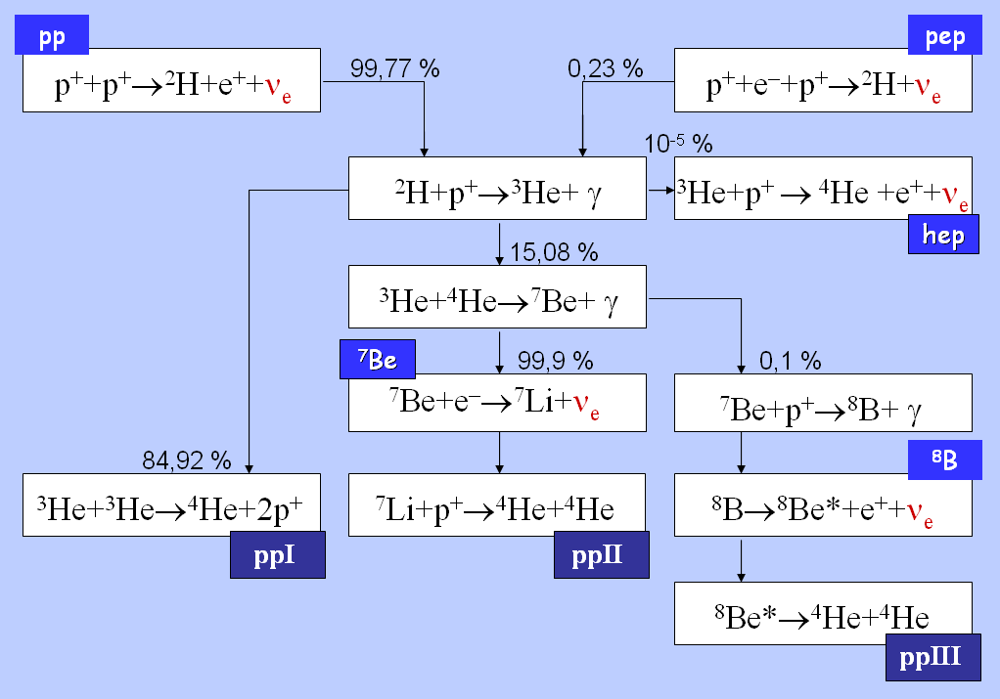 pp
pep
99,77 %
0,23 %
p⁺+p⁺→²H+e⁺+νₑ
p⁺+e⁻+p⁺→²H+νₑ
10⁻⁵ %
²H+p⁺→³He+ γ
³He+p⁺ → ⁴He +e⁺+νₑ
hep
15,08 %
³He+⁴He→⁷Be+ γ
⁷Be
99,9 %
0,1 %
⁷Be+e⁻→⁷Li+νₑ
⁷Be+p⁺→⁸B+ γ
84,92 %
⁸B
³He+³He→⁴He+2p⁺
⁷Li+p⁺→⁴He+⁴He
⁸B→⁸Be*+e⁺+νₑ
ppI
ppII
⁸Be*→⁴He+⁴He
ppIII